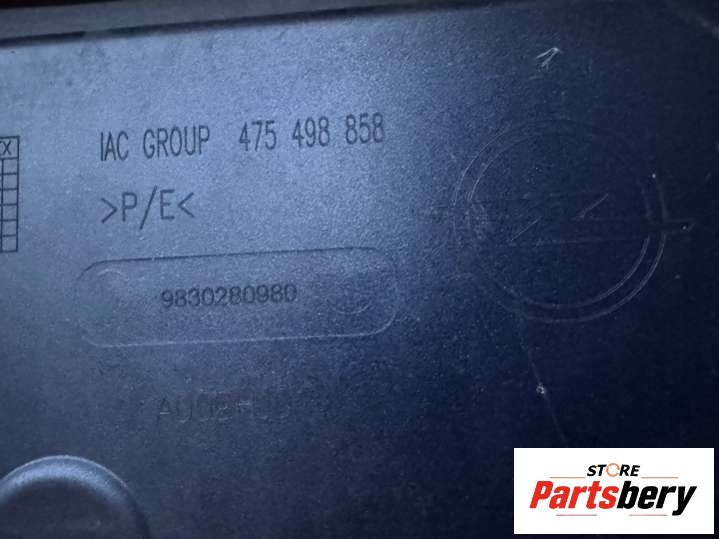 X
IAC GROUP 475 498 858
>P/E<
9830280980
STORE
Partsbery